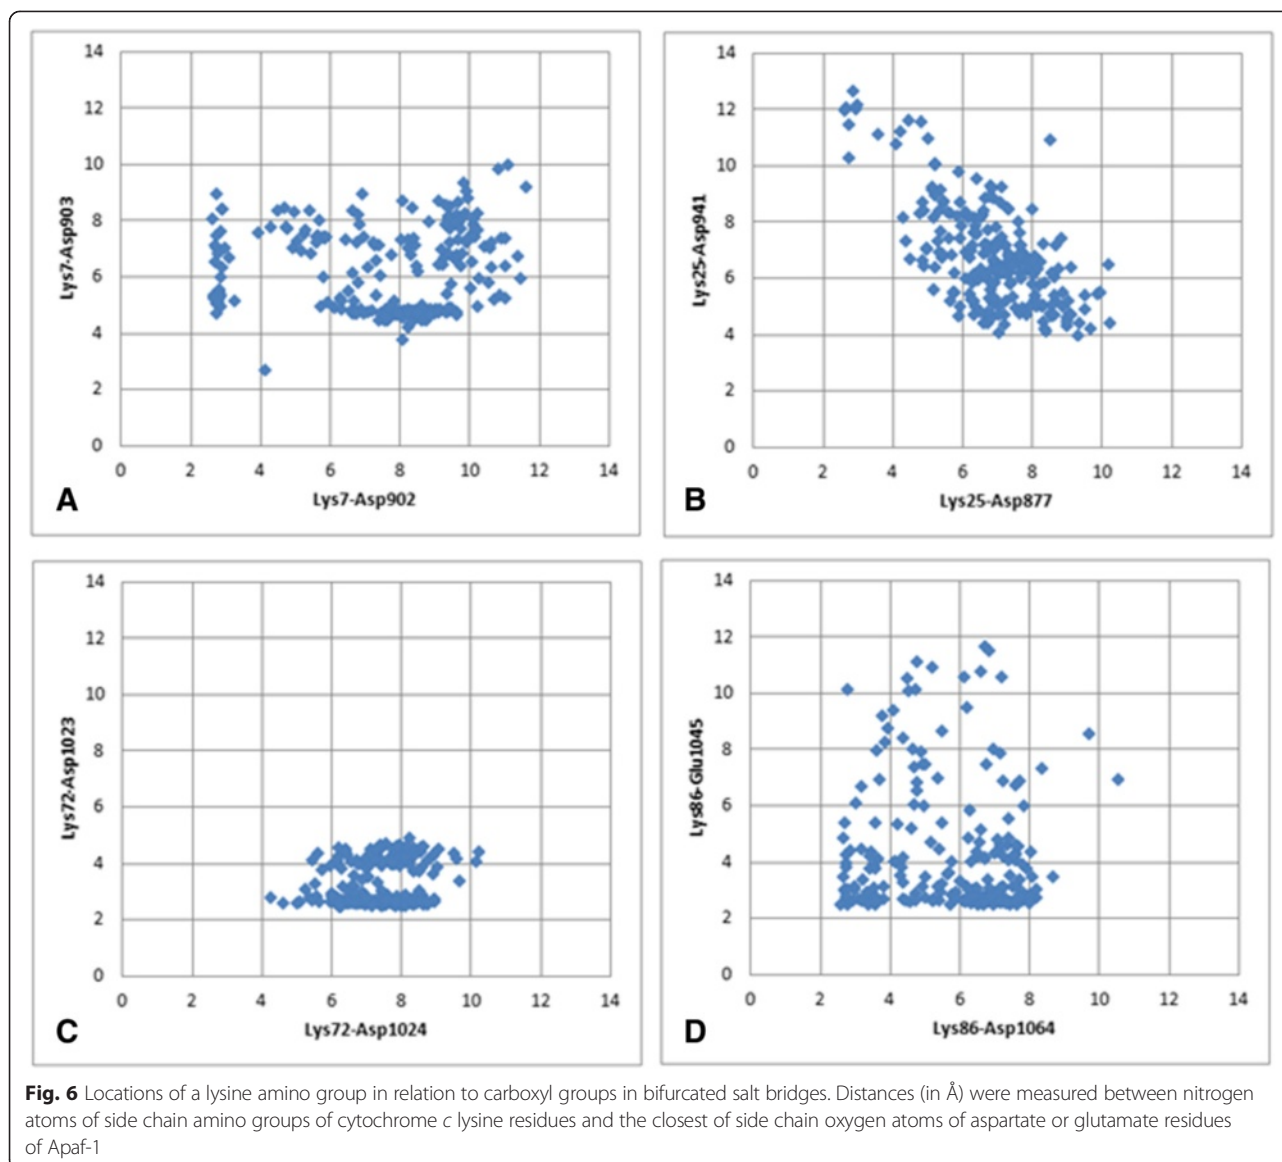 14
12
10
8
6
4
2
0
Lys7-Asp903
0 2 4 6 8 10 12 14
Lys7-Asp902
A
14
12
10
8
6
4
2
0
Lys25-Asp941
0 2 4 6 8 10 12 14
Lys25-Asp877
B
14
12
10
8
6
4
2
0
Lys72-Asp1023
0 2 4 6 8 10 12 14
Lys72-Asp1024
C
14
12
10
8
6
4
2
0
Lys86-Glu1045
0 2 4 6 8 10 12 14
Lys86-Asp1064
D
Fig. 6 Locations of a lysine amino group in relation to carboxyl groups in bifurcated salt bridges. Distances (in Å) were measured between nitrogen
atoms of side chain amino groups of cytochrome c lysine residues and the closest of side chain oxygen atoms of aspartate or glutamate residues
of Apaf-1